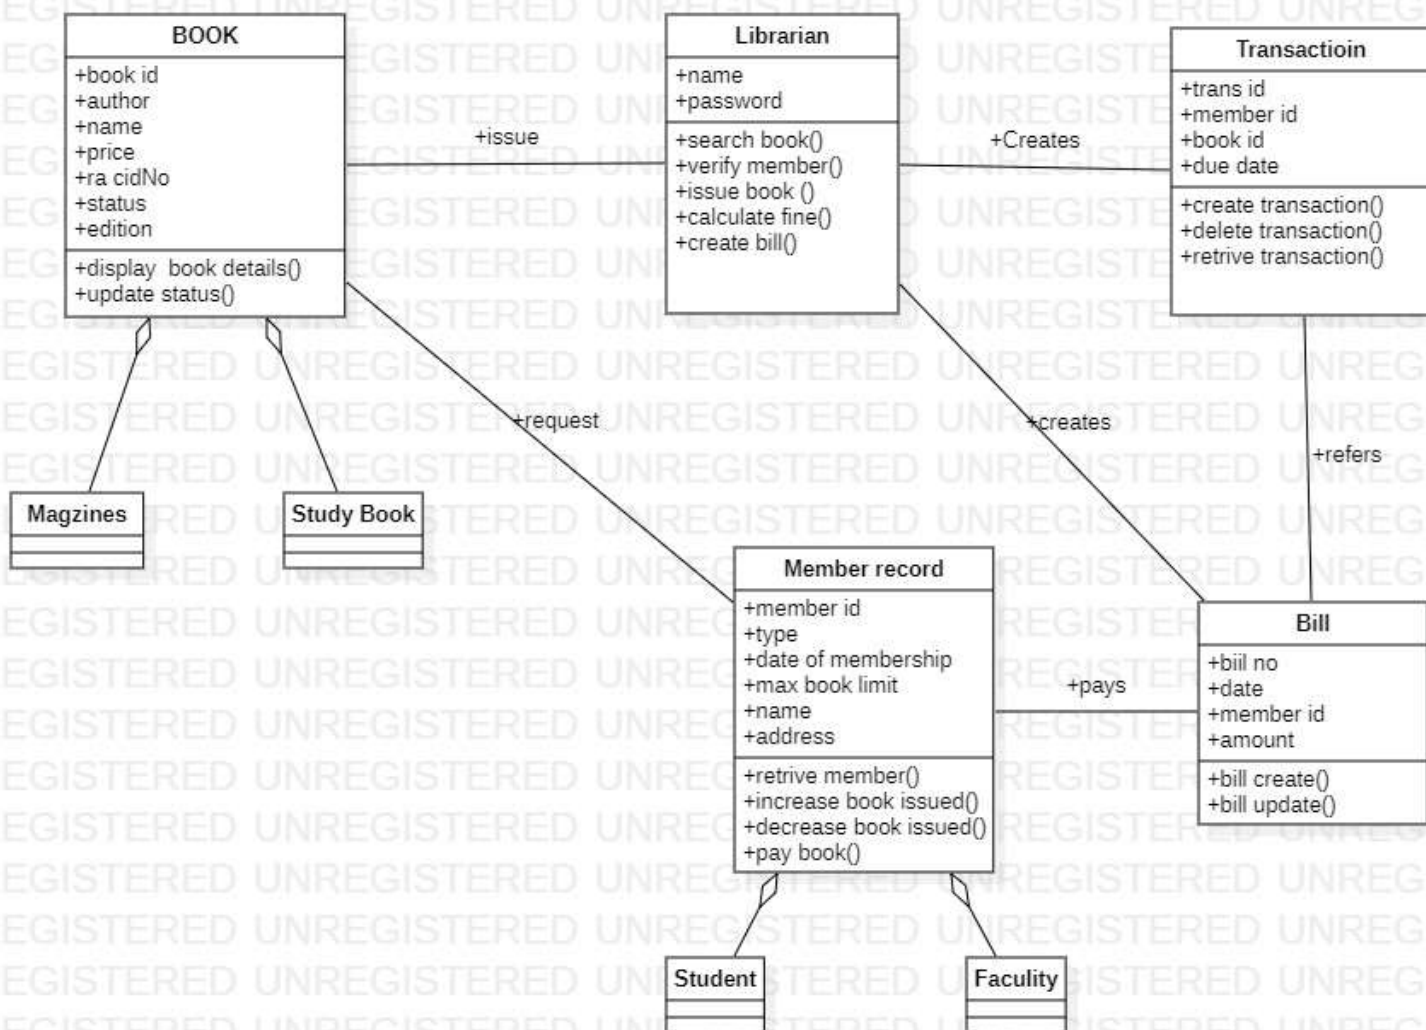 BOOK
+book id
+author
+name
+price
+ra cidNo
+status
+edition
+display book details()
+update status()
+issue
Librarian
+name
+password
+search book()
+verify member()
+issue book ()
+calculate fine()
+create bill()
+Creates
Transactioin
+trans id
+member id
+book id
+due date
+create transaction()
+delete transaction()
+retrive transaction()
+request
+creates
+refers
Magzines
Study Book
Member record
+member id
+type
+date of membership
+max book limit
+name
+address
+retrive member()
+increase book issued()
+decrease book issued()
+pay book()
+pays
Bill
+biil no
+date
+member id
+amount
+bill create()
+bill update()
Student
Faculity
UNREGISTERED